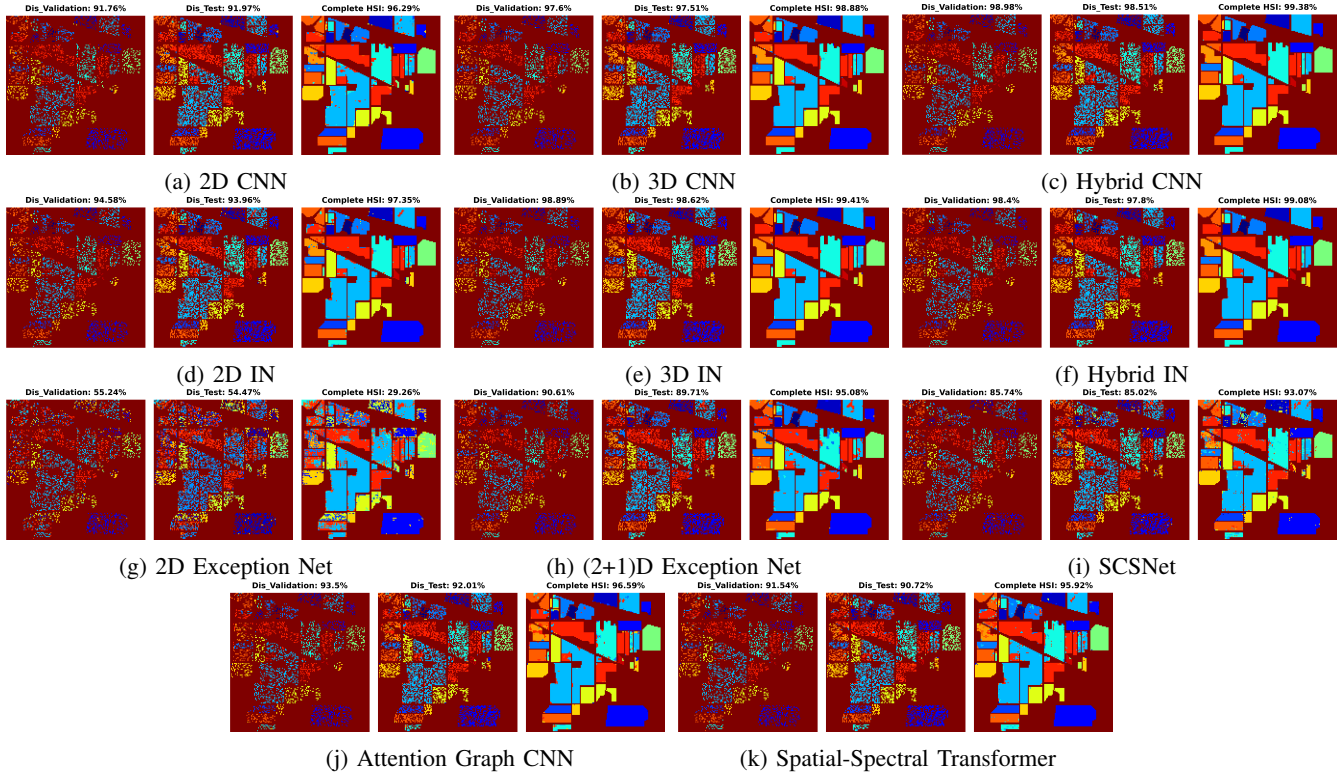 Dis_Validation: 91.76% Dis_Test: 91.97% Complete HSI: 96.29% Dis_Validation: 97.6% Dis_Test: 97.51% Complete HSI: 98.88% Dis_Validation: 98.98% Dis_Test: 98.51% Complete HSI: 99.38%
(a) 2D CNN (b) 3D CNN (c) Hybrid CNN
Dis_Validation: 94.58% Dis_Test: 93.96% Complete HSI: 97.35% Dis_Validation: 98.89% Dis_Test: 98.62% Complete HSI: 99.41% Dis_Validation: 98.4% Dis_Test: 97.8% Complete HSI: 99.08%
(d) 2D IN (e) 3D IN (f) Hybrid IN
Dis_Validation: 55.24% Dis_Test: 54.47% Complete HSI: 29.26% Dis_Validation: 90.61% Dis_Test: 89.71% Complete HSI: 95.08% Dis_Validation: 85.74% Dis_Test: 85.02% Complete HSI: 93.07%
(g) 2D Exception Net (h) (2+1)D Exception Net (i) SCSNet
Dis_Validation: 93.5% Dis_Test: 92.01% Complete HSI: 96.59% Dis_Validation: 91.54% Dis_Test: 90.72% Complete HSI: 95.92%
(j) Attention Graph CNN (k) Spatial-Spectral Transformer